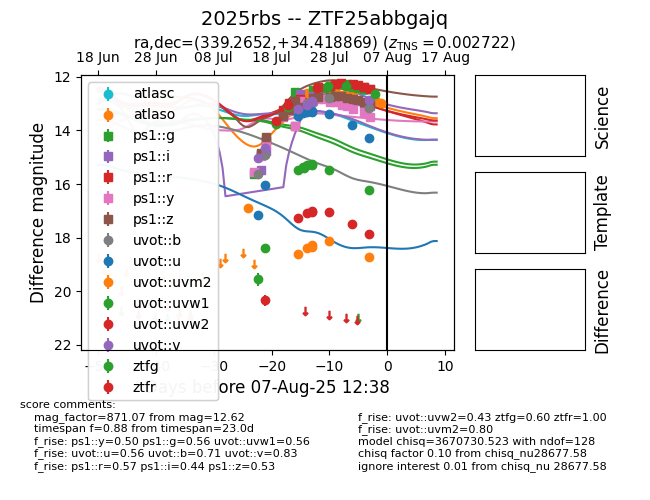 2025rbs -- ZTF25abbgajq
ra,dec=(339.2652,+34.418869) (zTNS = 0.002722)
18 Jun 28 Jun 08 Jul 18 Jul 28 Jul 07 Aug 17 Aug
Difference magnitude
12
14
16
18
20
22
atlasc
atlaso
ps1::g
ps1::i
ps1::r
ps1::y
ps1::z
uvot::b
uvot::u
uvot::uvm2
uvot::uvw1
uvot::uvw2
uvot::v
ztfg
ztfr
−30 −20 −10 0 10
days before 07-Aug-25 12:38
Science
Template
Difference
score comments:
mag_factor=871.07 from mag=12.62
timespan f=0.88 from timespan=23.0d
f_rise: ps1::y=0.50 ps1::g=0.56 uvot::uvw1=0.56
f_rise: uvot::u=0.56 uvot::b=0.71 uvot::v=0.83
f_rise: ps1::r=0.57 ps1::i=0.44 ps1::z=0.53
f_rise: uvot::uvw2=0.43 ztfg=0.60 ztfr=1.00
f_rise: uvot::uvm2=0.80
model chisq=3670730.523 with ndof=128
chisq factor 0.10 from chisq_nu28677.58
ignore interest 0.01 from chisq_nu 28677.58